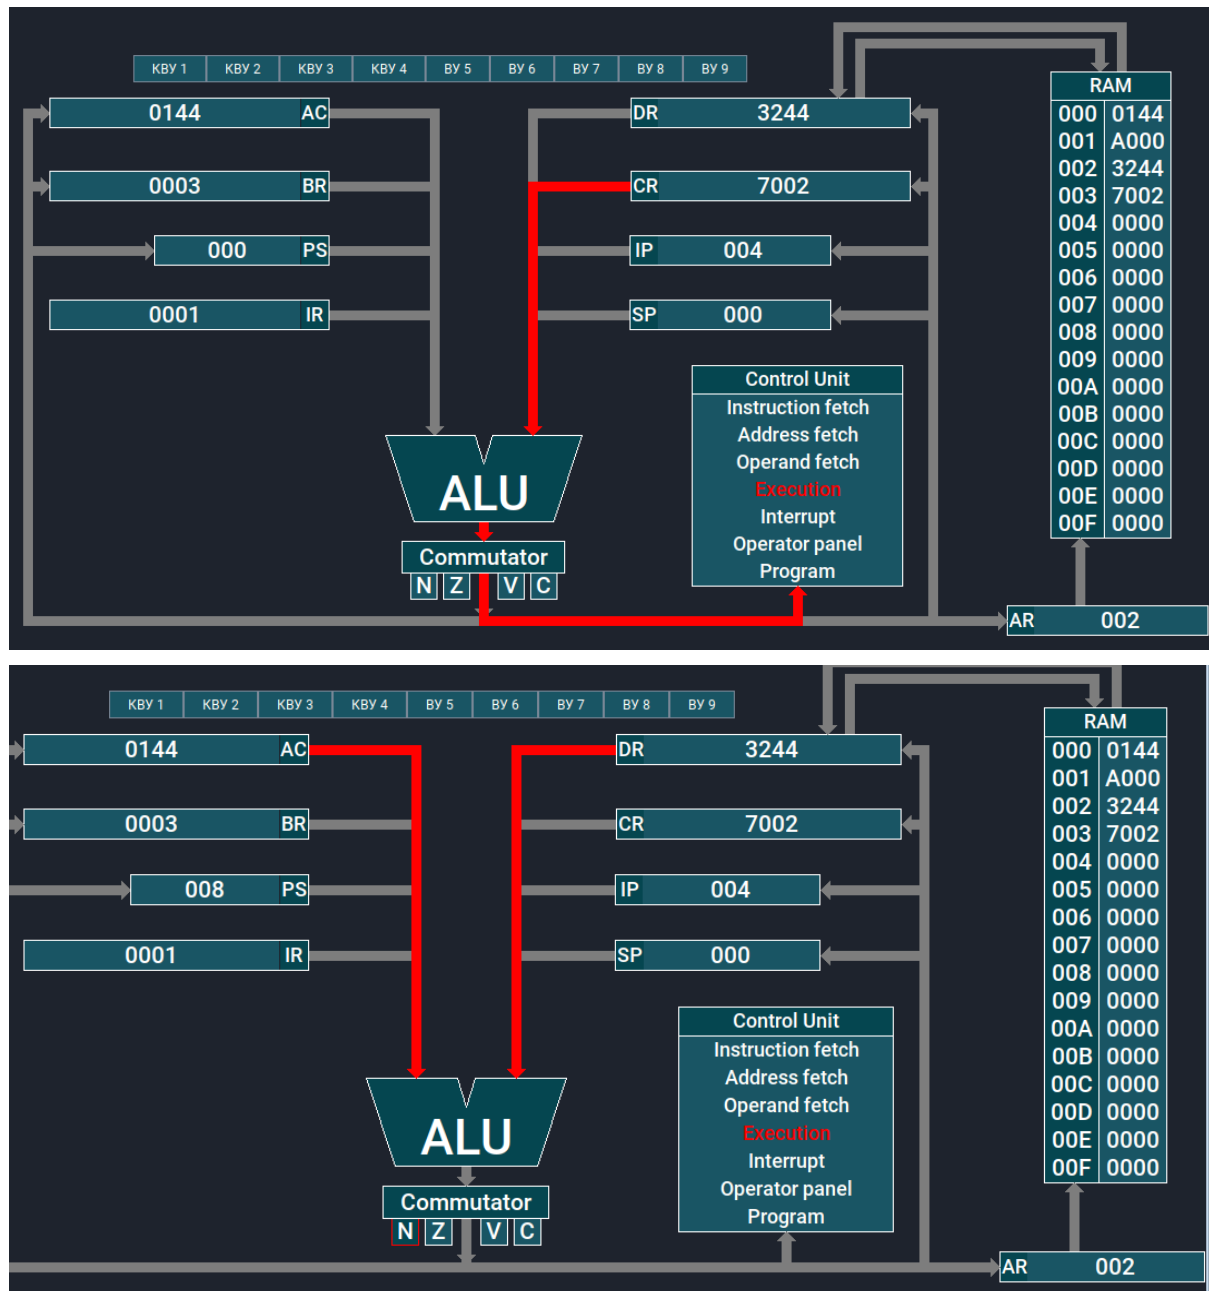 КВУ 1 КВУ 2 КВУ 3 КВУ 4 ВУ 5 ВУ 6 ВУ 7 ВУ 8 ВУ 9
0144 AC
DR 3244
0003 BR
CR 7002
000 PS
IP 004
0001 IR
SP 000
RAM
000 0144
001 A000
002 3244
003 7002
004 0000
005 0000
006 0000
007 0000
008 0000
009 0000
00A 0000
00B 0000
00C 0000
00D 0000
00E 0000
00F 0000
Control Unit
Instruction fetch
Address fetch
Operand fetch
Execution
Interrupt
Operator panel
Program
ALU
Commutator
N Z V C
AR 002
КВУ 1 КВУ 2 КВУ 3 КВУ 4 ВУ 5 ВУ 6 ВУ 7 ВУ 8 ВУ 9
0144 AC
DR 3244
0003 BR
CR 7002
008 PS
IP 004
0001 IR
SP 000
RAM
000 0144
001 A000
002 3244
003 7002
004 0000
005 0000
006 0000
007 0000
008 0000
009 0000
00A 0000
00B 0000
00C 0000
00D 0000
00E 0000
00F 0000
Control Unit
Instruction fetch
Address fetch
Operand fetch
Execution
Interrupt
Operator panel
Program
ALU
Commutator
N Z V C
AR 002